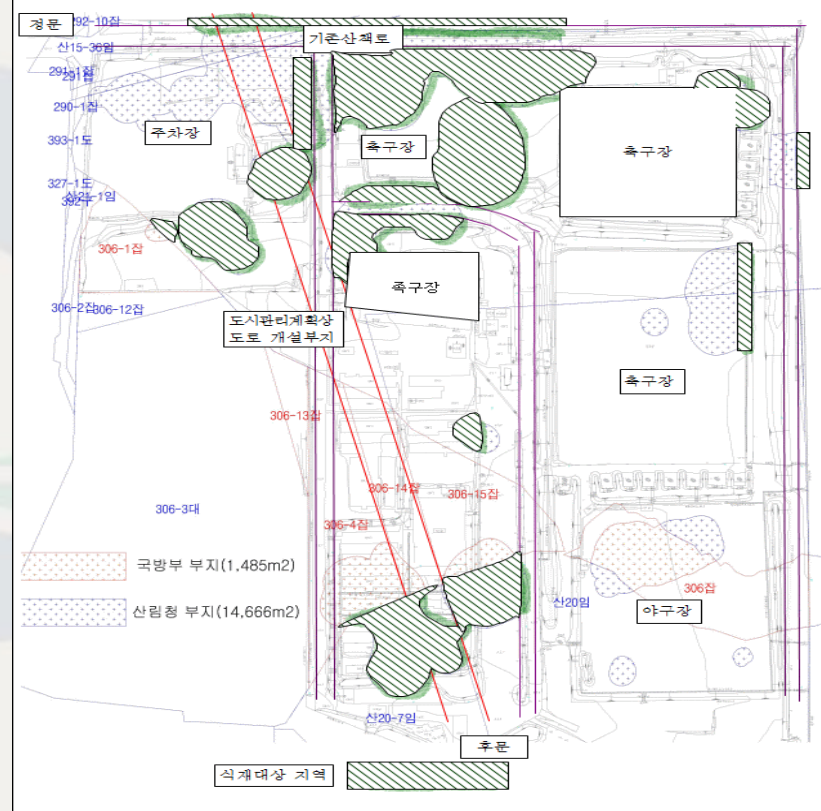 정문
292-10잡
산15-36임
기존산책로
291-1잡
290-1잡
주차장
축구장
축구장
393-1도
327-1도
산21-1임
306-1잡
족구장
306-2잡
306-12잡
도시관리계획상
도로 개설부지
축구장
306-13잡
306-14잡
306-15잡
306-3대
306-4잡
국방부 부지(1,485m2)
산림청 부지(14,666m2)
산20임
306잡
야구장
산20-7임
후문
식재대상 지역